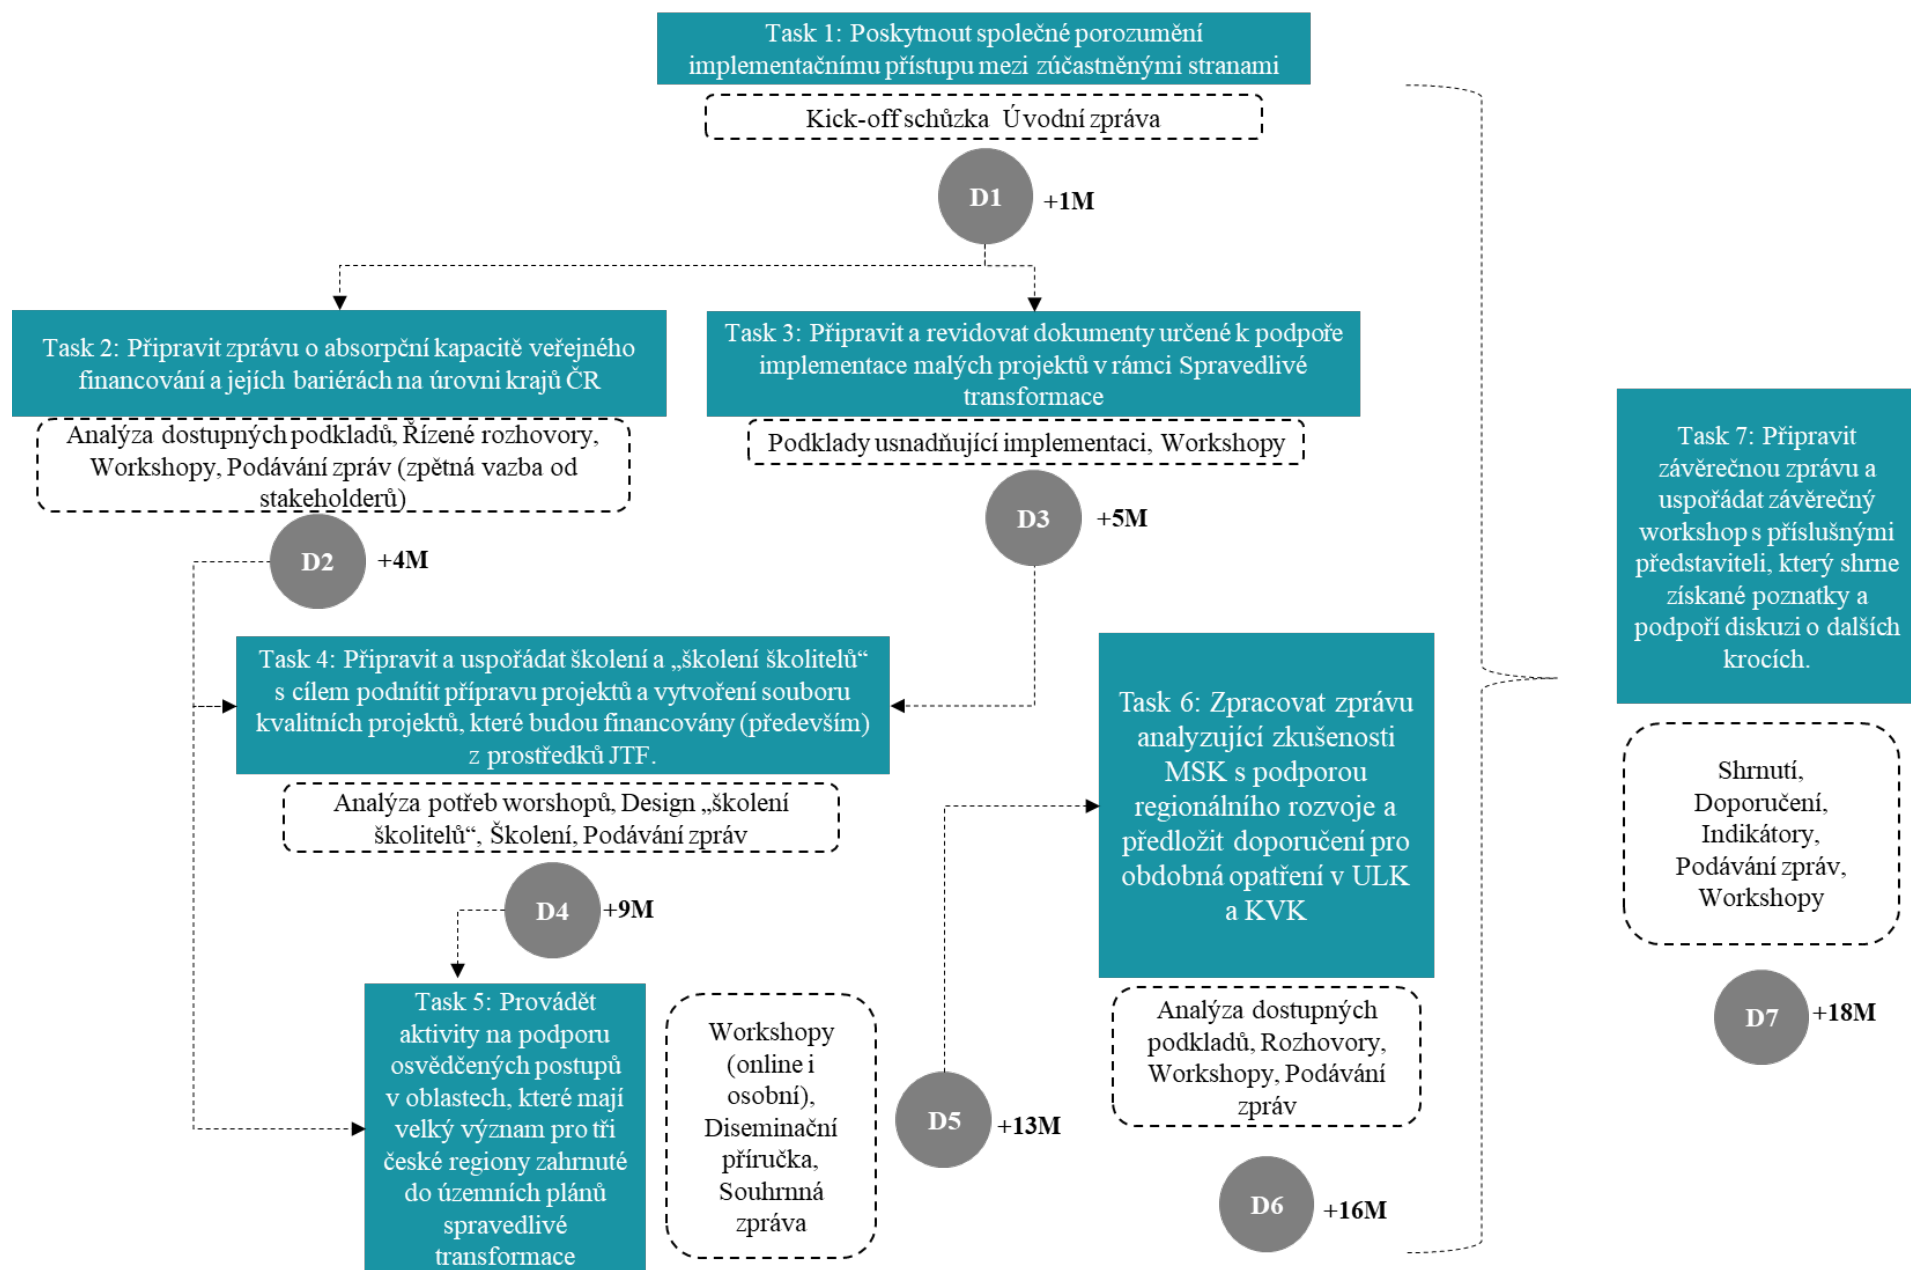 Task 1: Poskytnout společné porozumění
implementačnímu přístupu mezi zúčastněnými stranami
Kick-off schůzka  Úvodní zpráva
D1
+1M
Task 2: Připravit zprávu o absorpční kapacitě veřejného
financování a jejích bariérách na úrovni krajů ČR
Analýza dostupných podkladů, Řízené rozhovory,
Workshopy, Podávání zpráv (zpětná vazba od
stakeholderů)
D2
+4M
Task 3: Připravit a revidovat dokumenty určené k podpoře
implementace malých projektů v rámci Spravedlivé
transformace
Podklady usnadňující implementaci, Workshopy
D3
+5M
Task 4: Připravit a uspořádat školení a „školení školitelů“
s cílem podnítit přípravu projektů a vytvoření souboru
kvalitních projektů, které budou financovány (především)
z prostředků JTF.
Analýza potřeb worshopů, Design „školení
školitelů“, Školení, Podávání zpráv
D4
+9M
Task 5: Provádět
aktivity na podporu
osvědčených postupů
v oblastech, které mají
velký význam pro tři
české regiony zahrnuté
do územních plánů
spravedlivé
transformace
Workshopy
(online i
osobní),
Diseminační
příručka,
Souhrnná
zpráva
D5
+13M
Task 6: Zpracovat zprávu
analyzující zkušenosti
MSK s podporou
regionálního rozvoje a
předložit doporučení pro
obdobná opatření v ULK
a KVK
Analýza dostupných
podkladů, Rozhovory,
Workshopy, Podávání
zpráv
D6
+16M
Task 7: Připravit
závěrečnou zprávu a
uspořádat závěrečný
workshop s příslušnými
představiteli, který shrne
získané poznatky a
podpoří diskuzi o dalších
krocích.
Shrnutí,
Doporučení,
Indikátory,
Podávání zpráv,
Workshopy
D7
+18M